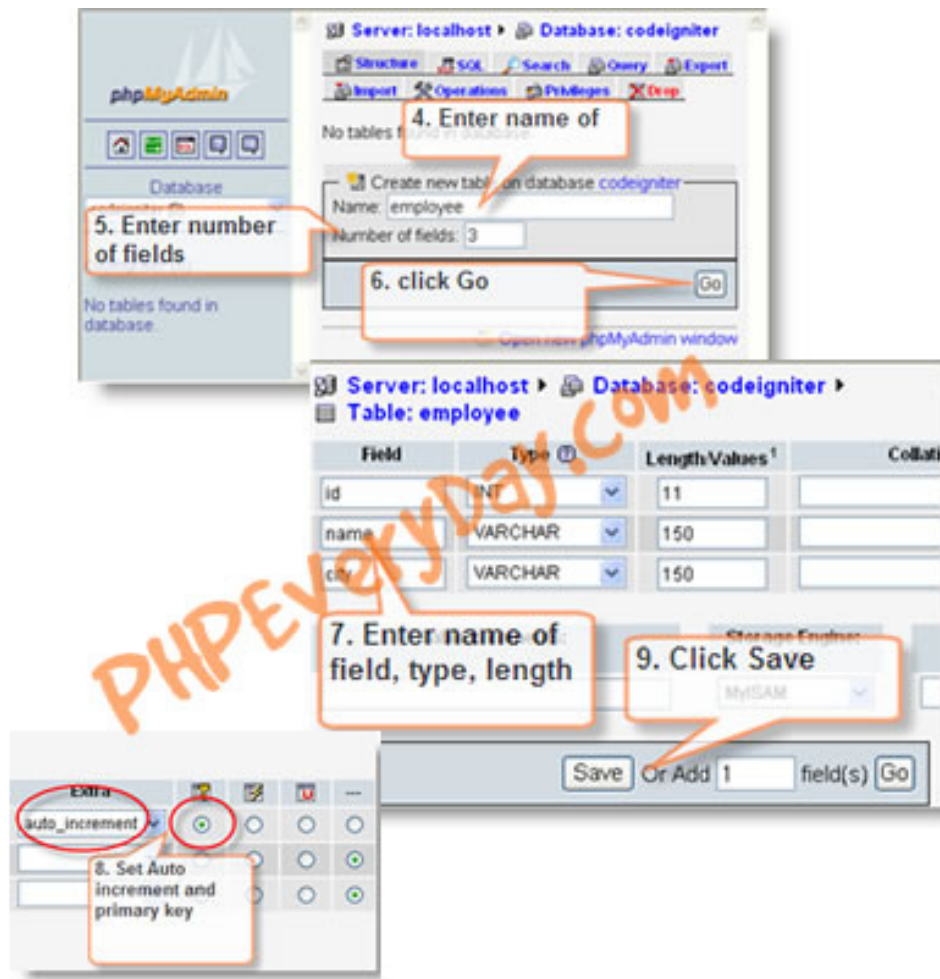 Server: localhost ▸ Database: codeigniter
Structure SQL Search Query Export
Import Operations Privileges Drop
phpMyAdmin
No tables found in database.
4. Enter name of
Database
Create new table on database codeigniter
Name: employee
5. Enter number
of fields
Number of fields: 3
6. click Go
Go
No tables found in
database.
Open new phpMyAdmin window
Server: localhost ▸ Database: codeigniter ▸
Table: employee
Field Type Length/Values1 Collati
id INT 11
name VARCHAR 150
city VARCHAR 150
PHPEveryDay.com
7. Enter name of
field, type, length
Storage Engine:
9. Click Save
MyISAM
Save Or Add 1 field(s) Go
Extra
auto_increment
8. Set Auto
increment and
primary key